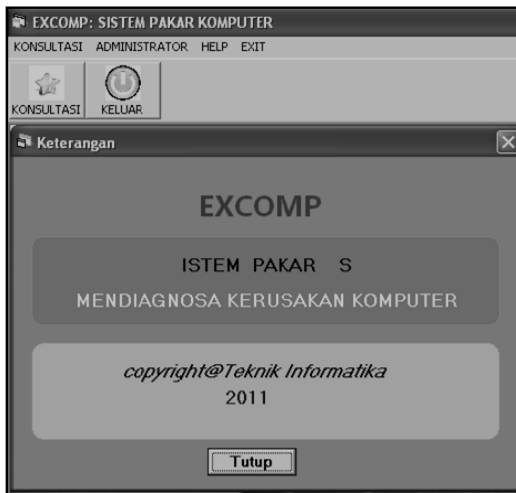 EXCOMP: SISTEM PAKAR KOMPUTER
KONSULTASI ADMINISTRATOR HELP EXIT
KONSULTASI KELUAR
Keterangan
EXCOMP
ISTEM PAKAR S
MENDIAGNOSA KERUSAKAN KOMPUTER
copyright@Teknik Informatika
2011
Tutup